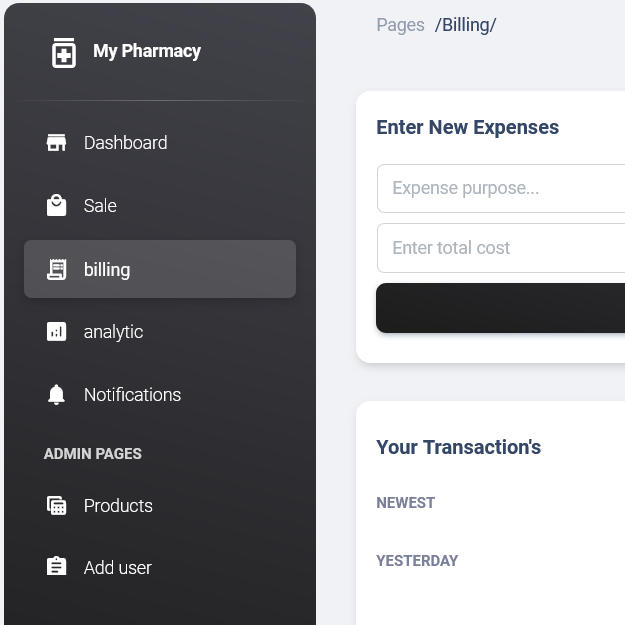 My Pharmacy
Dashboard
Sale
billing
analytic
Notifications
ADMIN PAGES
Products
Add user
Pages /Billing/
Enter New Expenses
Expense purpose...
Enter total cost
Your Transaction's
NEWEST
YESTERDAY